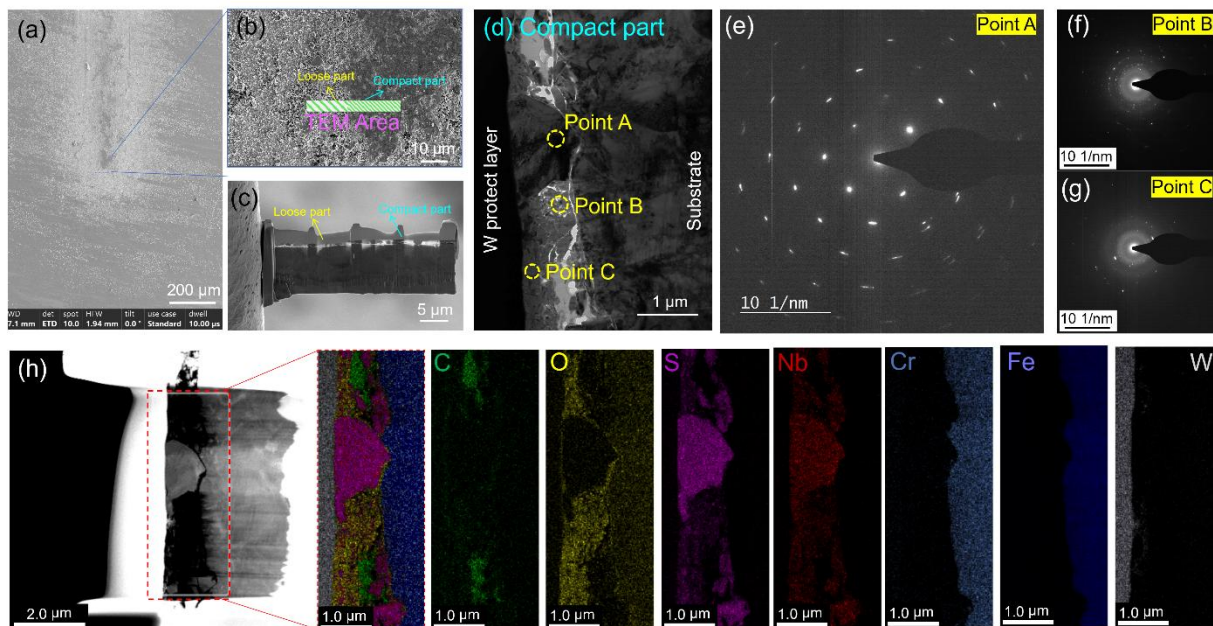 (a)
200 μm
WD det spot HFW tilt use case dwell
7.1 mm ETD 10.0 1.94 mm 0.0 ° Standard 10.00 μs
(b)
Loose part
Compact part
TEM Area
10 μm
(c)
Loose part
Compact part
5 μm
(d) Compact part
W protect layer
Point A
Point B
Point C
Substrate
1 μm
(e)
Point A
10 1/nm
(f)
Point B
10 1/nm
(g)
Point C
10 1/nm
(h)
2.0 μm
1.0 μm
C
1.0 μm
O
1.0 μm
S
1.0 μm
Nb
1.0 μm
Cr
1.0 μm
Fe
1.0 μm
W
1.0 μm